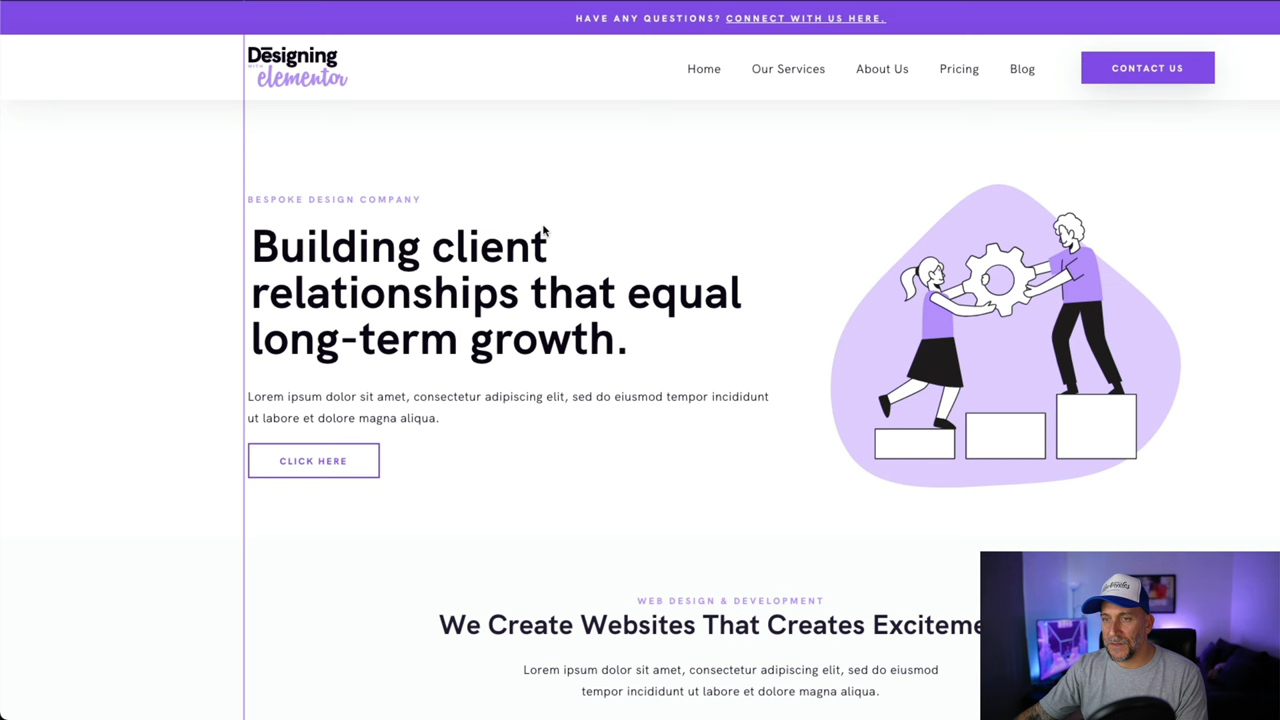 HAVE ANY QUESTIONS? CONNECT WITH US HERE.
Dēsigning
WITH
elementor
Home
Our Services
About Us
Pricing
Blog
CONTACT US
BESPOKE DESIGN COMPANY
Building client
relationships that equal
long-term growth.
Lorem ipsum dolor sit amet, consectetur adipiscing elit, sed do eiusmod tempor incididunt
ut labore et dolore magna aliqua.
CLICK HERE
WEB DESIGN & DEVELOPMENT
We Create Websites That Creates Exciteme
Lorem ipsum dolor sit amet, consectetur adipiscing elit, sed do eiusmod
tempor incididunt ut labore et dolore magna aliqua.